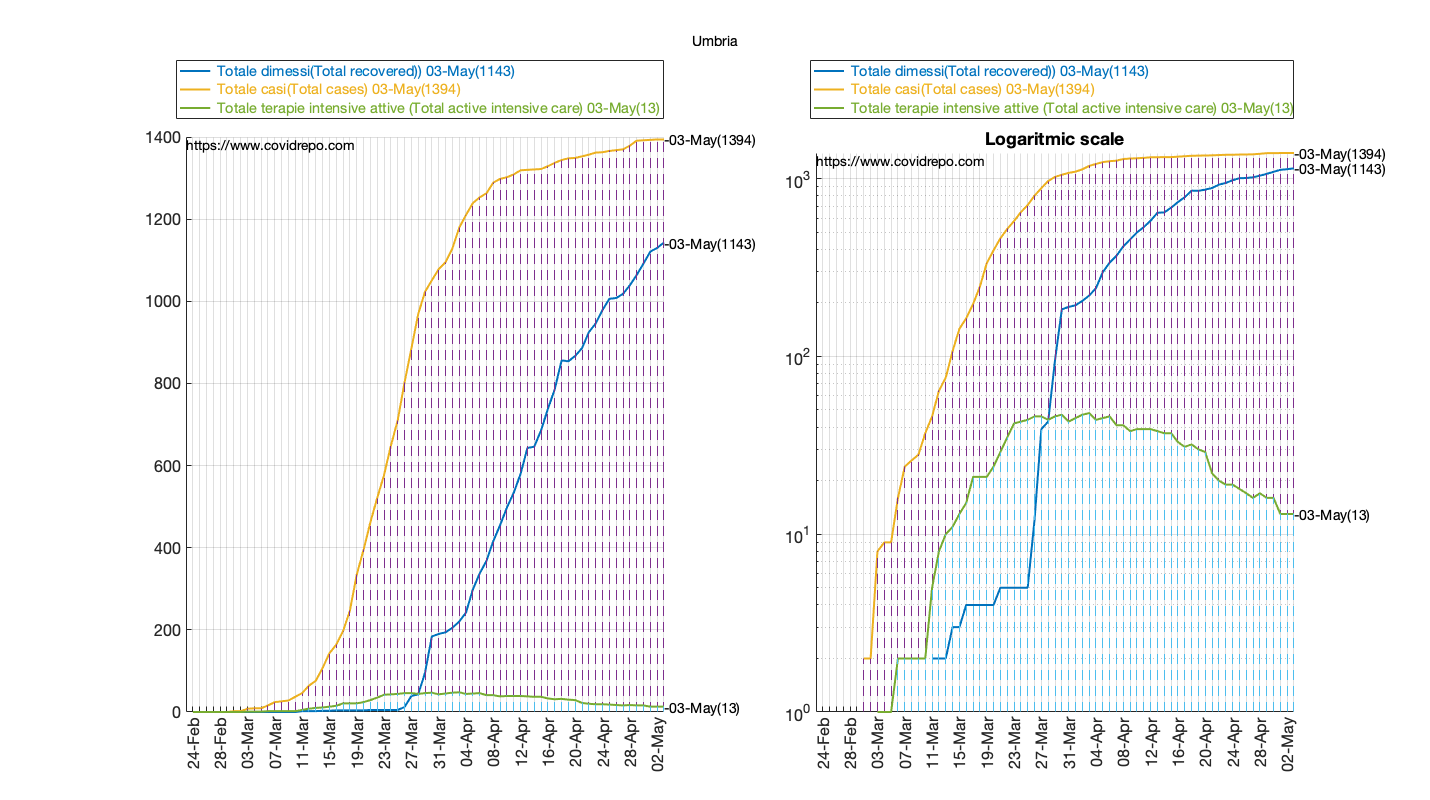 Umbria
Totale dimessi(Total recovered)) 03-May(1143)
Totale casi(Total cases) 03-May(1394)
Totale terapie intensive attive (Total active intensive care) 03-May(13)
https://www.covidrepo.com
1400
1200
1000
800
600
400
200
0
03-May(1394)
03-May(1143)
03-May(13)
24-Feb
28-Feb
03-Mar
07-Mar
11-Mar
15-Mar
19-Mar
23-Mar
27-Mar
31-Mar
04-Apr
08-Apr
12-Apr
16-Apr
20-Apr
24-Apr
28-Apr
02-May
Totale dimessi(Total recovered)) 03-May(1143)
Totale casi(Total cases) 03-May(1394)
Totale terapie intensive attive (Total active intensive care) 03-May(13)
Logaritmic scale
https://www.covidrepo.com
10^3
10^2
10^1
10^0
03-May(1394)
03-May(1143)
03-May(13)
24-Feb
28-Feb
03-Mar
07-Mar
11-Mar
15-Mar
19-Mar
23-Mar
27-Mar
31-Mar
04-Apr
08-Apr
12-Apr
16-Apr
20-Apr
24-Apr
28-Apr
02-May